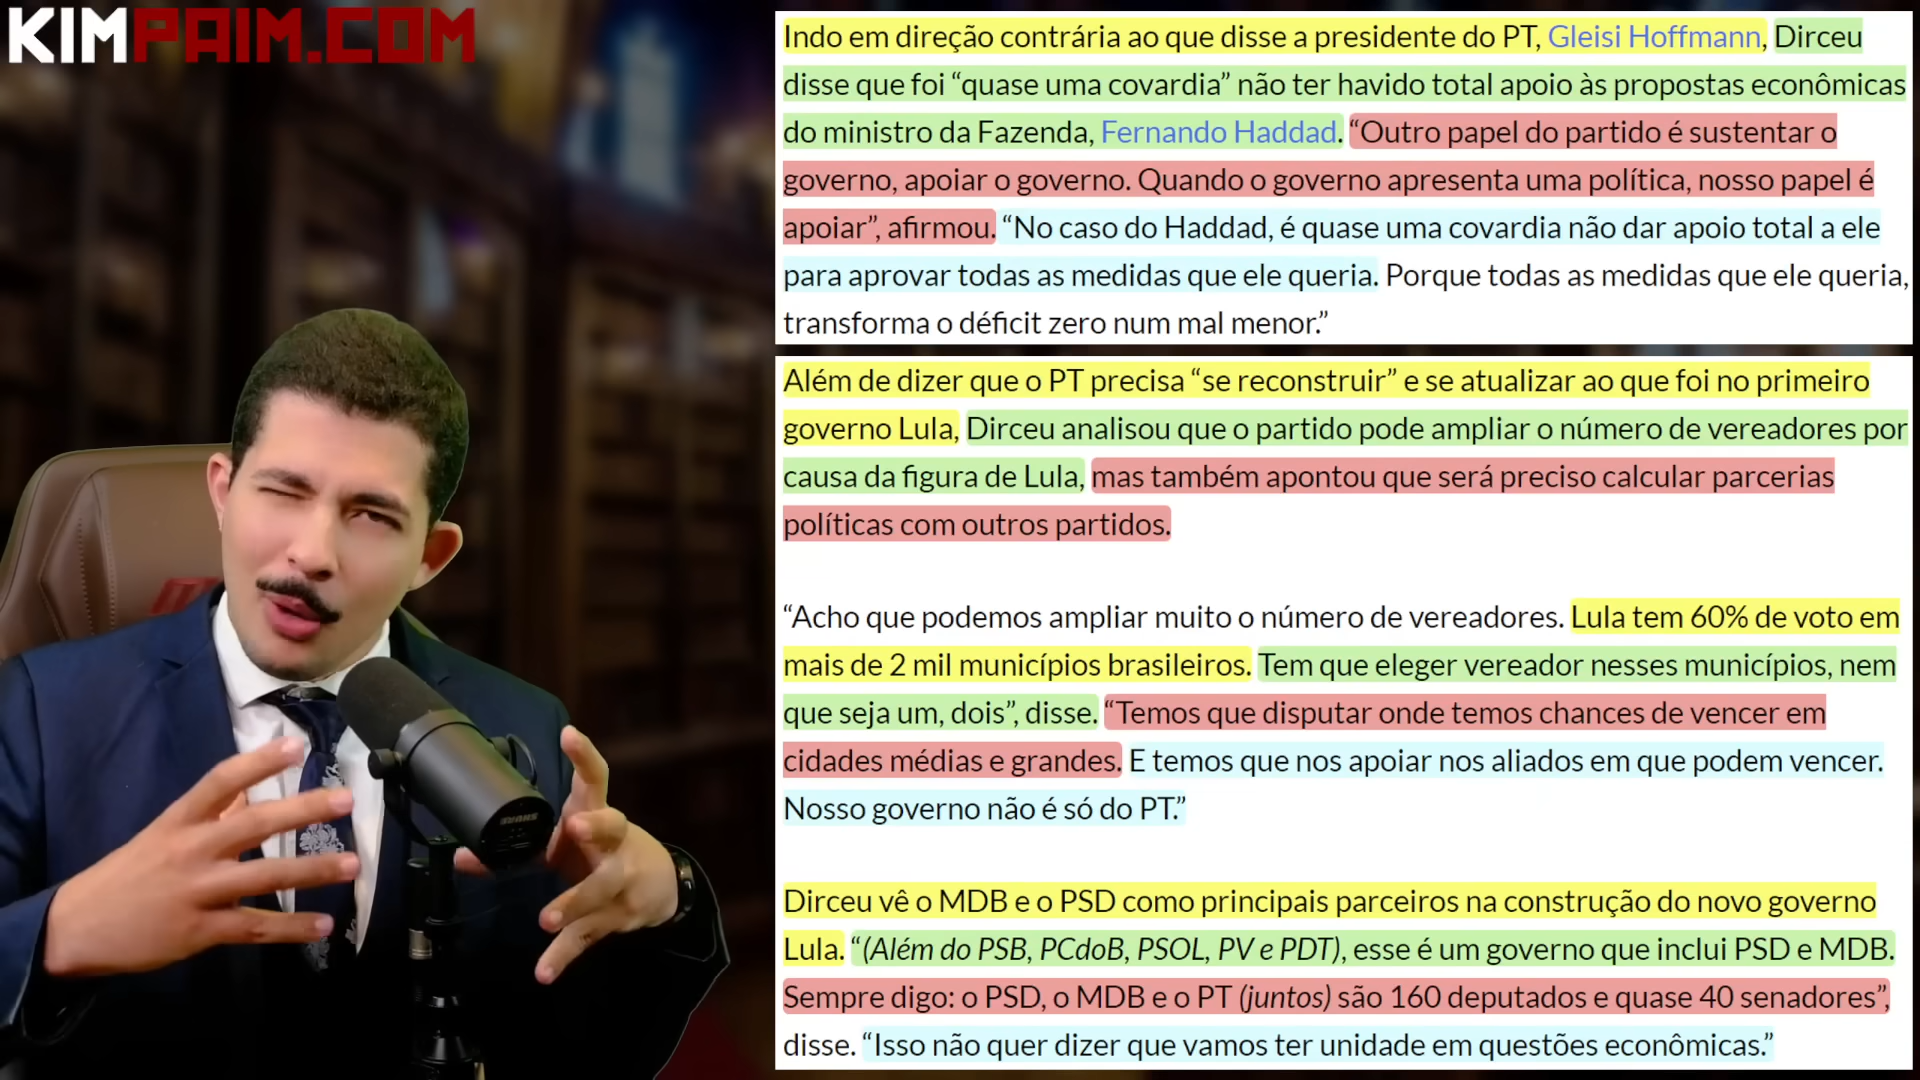 KIMPAIM.COM
Indo em direção contrária ao que disse a presidente do PT, Gleisi Hoffmann, Dirceu
disse que foi “quase uma covardia” não ter havido total apoio às propostas econômicas
do ministro da Fazenda, Fernando Haddad. “Outro papel do partido é sustentar o
governo, apoiar o governo. Quando o governo apresenta uma política, nosso papel é
apoiar”, afirmou. “No caso do Haddad, é quase uma covardia não dar apoio total a ele
para aprovar todas as medidas que ele queria. Porque todas as medidas que ele queria,
transforma o déficit zero num mal menor.”
Além de dizer que o PT precisa “se reconstruir” e se atualizar ao que foi no primeiro
governo Lula, Dirceu analisou que o partido pode ampliar o número de vereadores por
causa da figura de Lula, mas também apontou que será preciso calcular parcerias
políticas com outros partidos.
“Acho que podemos ampliar muito o número de vereadores. Lula tem 60% de voto em
mais de 2 mil municípios brasileiros. Tem que eleger vereador nesses municípios, nem
que seja um, dois”, disse. “Temos que disputar onde temos chances de vencer em
cidades médias e grandes. E temos que nos apoiar nos aliados em que podem vencer.
Nosso governo não é só do PT.”
Dirceu vê o MDB e o PSD como principais parceiros na construção do novo governo
Lula. “(Além do PSB, PCdoB, PSOL, PV e PDT), esse é um governo que inclui PSD e MDB.
Sempre digo: o PSD, o MDB e o PT (juntos) são 160 deputados e quase 40 senadores”,
disse. “Isso não quer dizer que vamos ter unidade em questões econômicas.”
SHURE